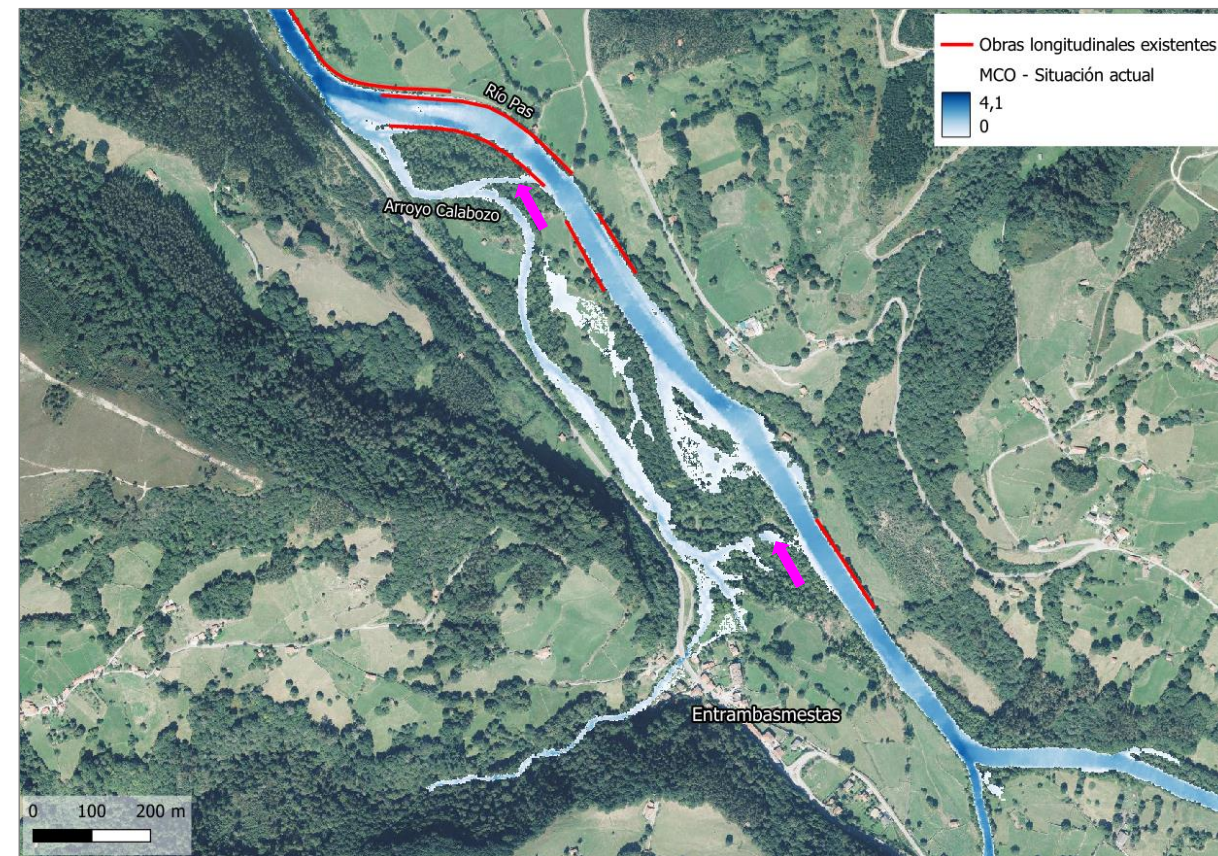 Obras longitudinales existentes
MCO - Situación actual
4,1
0
Río Pas
Arroyo Calabozo
Entrambasmestas
0 100 200 m